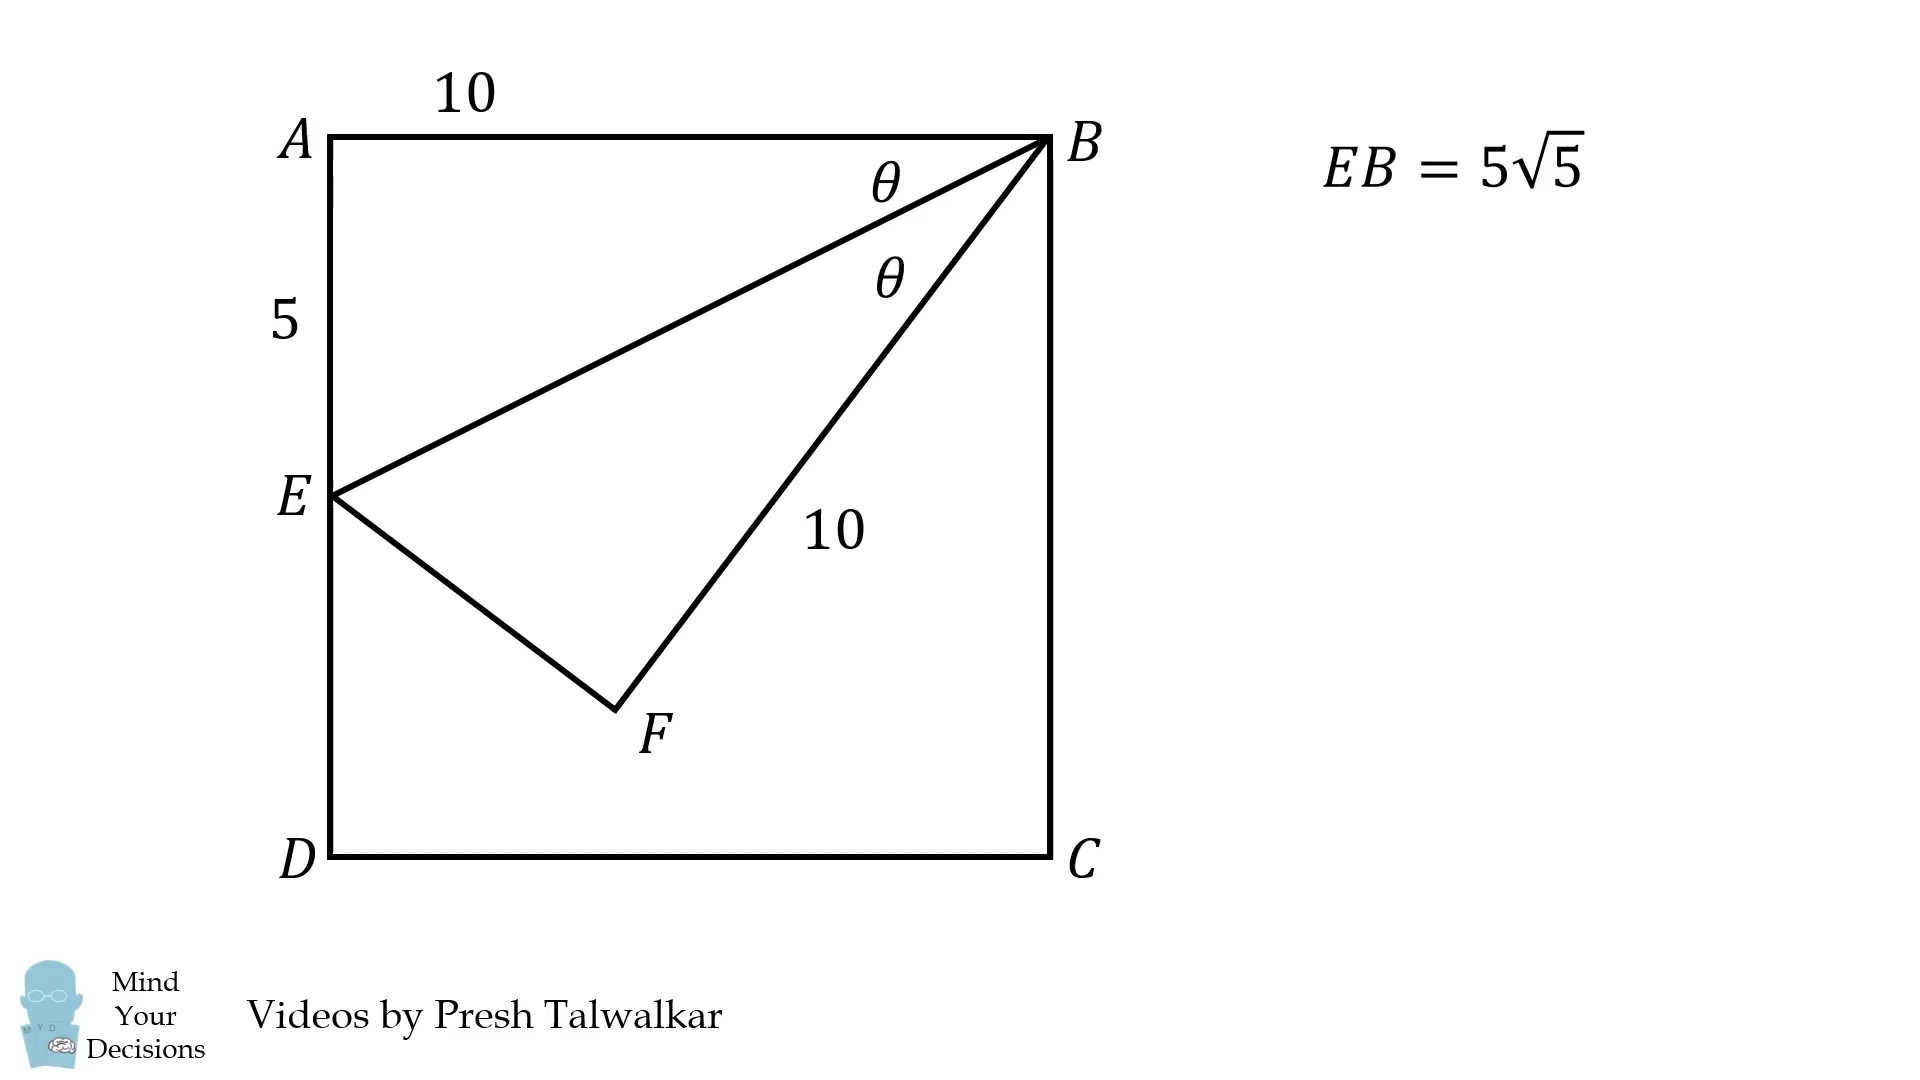 10
A
B
EB = 5√5
θ
θ
5
E
10
F
D
C
Mind
Your
Decisions
M Y D
Videos by Presh Talwalkar